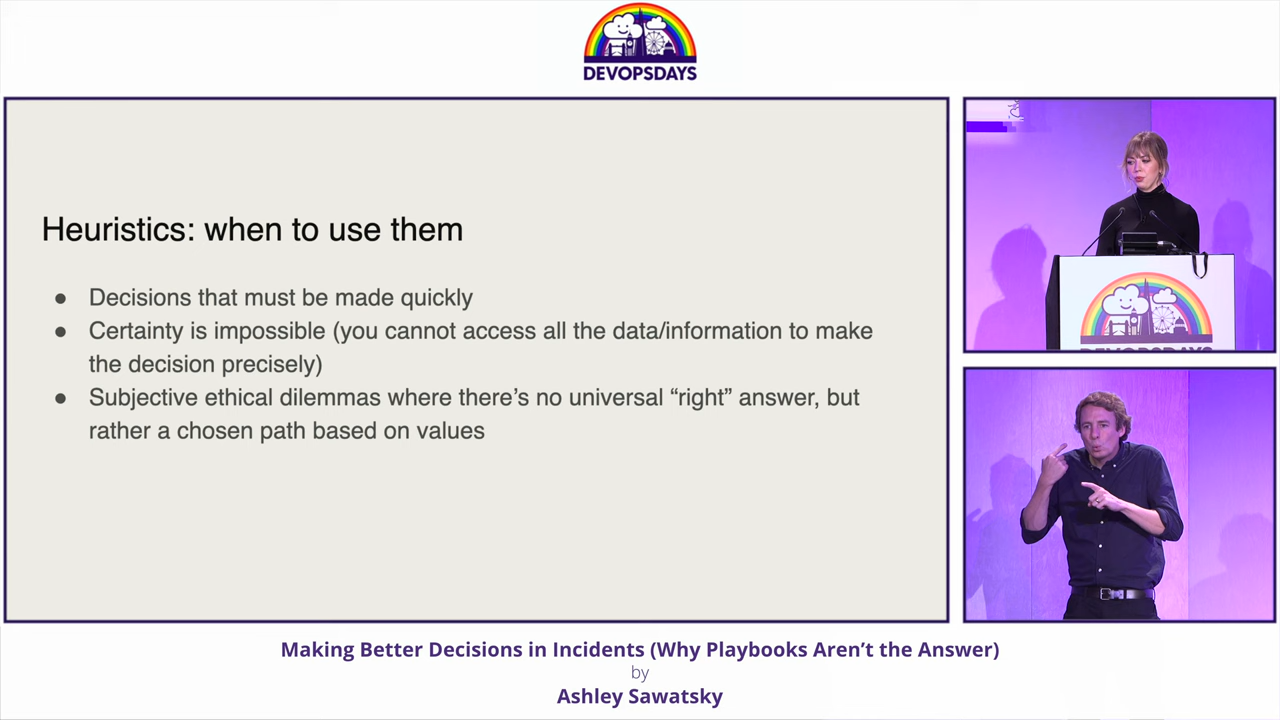 DEVOPSDAYS
Heuristics: when to use them
● Decisions that must be made quickly
● Certainty is impossible (you cannot access all the data/information to make
the decision precisely)
● Subjective ethical dilemmas where there’s no universal “right” answer, but
rather a chosen path based on values
DEVOPSDAYS
Making Better Decisions in Incidents (Why Playbooks Aren’t the Answer)
by
Ashley Sawatsky